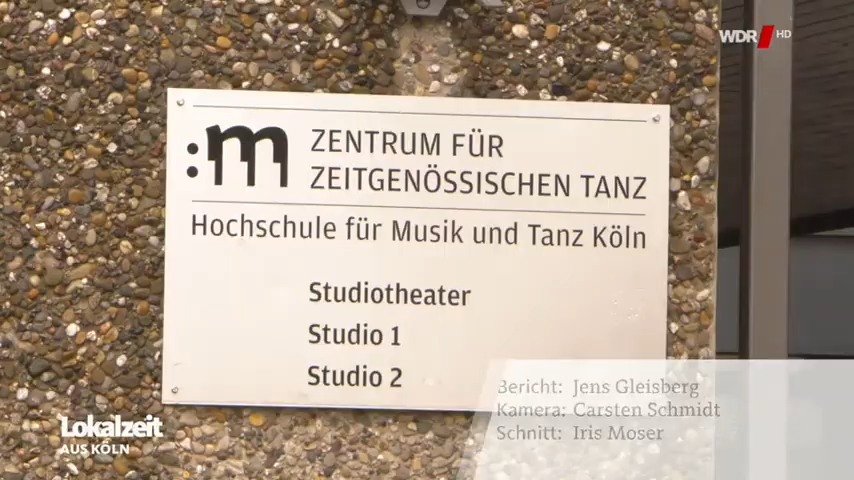 WDR HD
:m ZENTRUM FÜR
ZEITGENÖSSISCHEN TANZ
Hochschule für Musik und Tanz Köln
Studiotheater
Studio 1
Studio 2
Bericht: Jens Gleisberg
Kamera: Carsten Schmidt
Schnitt: Iris Moser
Lokalzeit
AUS KÖLN